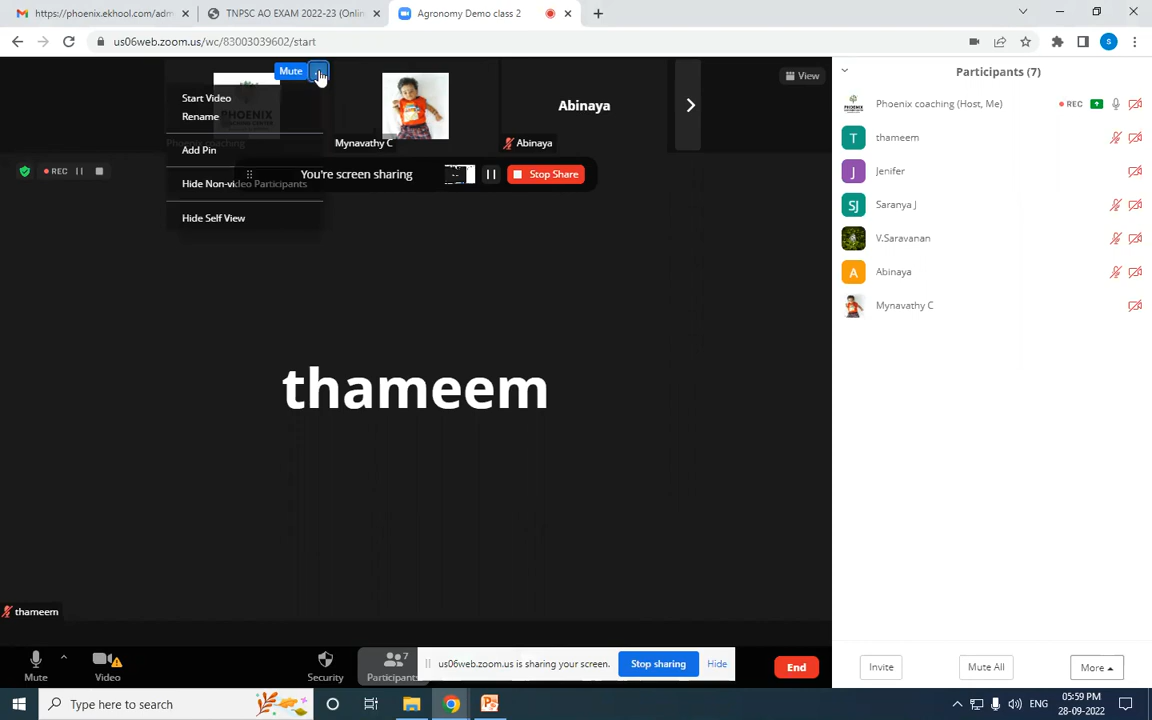 https://phoenix.ekhool.com/adm
TNPSC AO EXAM 2022-23 (Onlin
Agronomy Demo class 2
us06web.zoom.us/wc/83003039602/start
S
Mute
Start Video
Rename
Add Pin
Hide Non-video Participants
Hide Self View
PHOENIX
Mynavathy C
Abinaya
Abinaya
View
REC
You're screen sharing
Stop Share
thameem
thameem
Participants (7)
Phoenix coaching (Host, Me)
REC
T
thameem
J
Jenifer
SJ
Saranya J
V.Saravanan
A
Abinaya
Mynavathy C
Mute
Video
Security
7
Participants
us06web.zoom.us is sharing your screen.
Stop sharing
Hide
End
Invite
Mute All
More
Type here to search
ENG
05:59 PM
28-09-2022